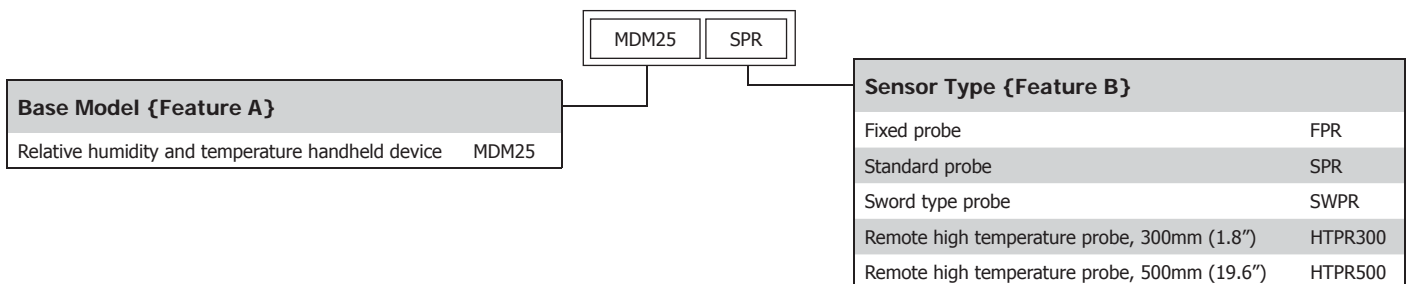 MDM25 SPR
Base Model {Feature A}
Relative humidity and temperature handheld device MDM25
Sensor Type {Feature B}
Fixed probe FPR
Standard probe SPR
Sword type probe SWPR
Remote high temperature probe, 300mm (1.8”) HTPR300
Remote high temperature probe, 500mm (19.6”) HTPR500